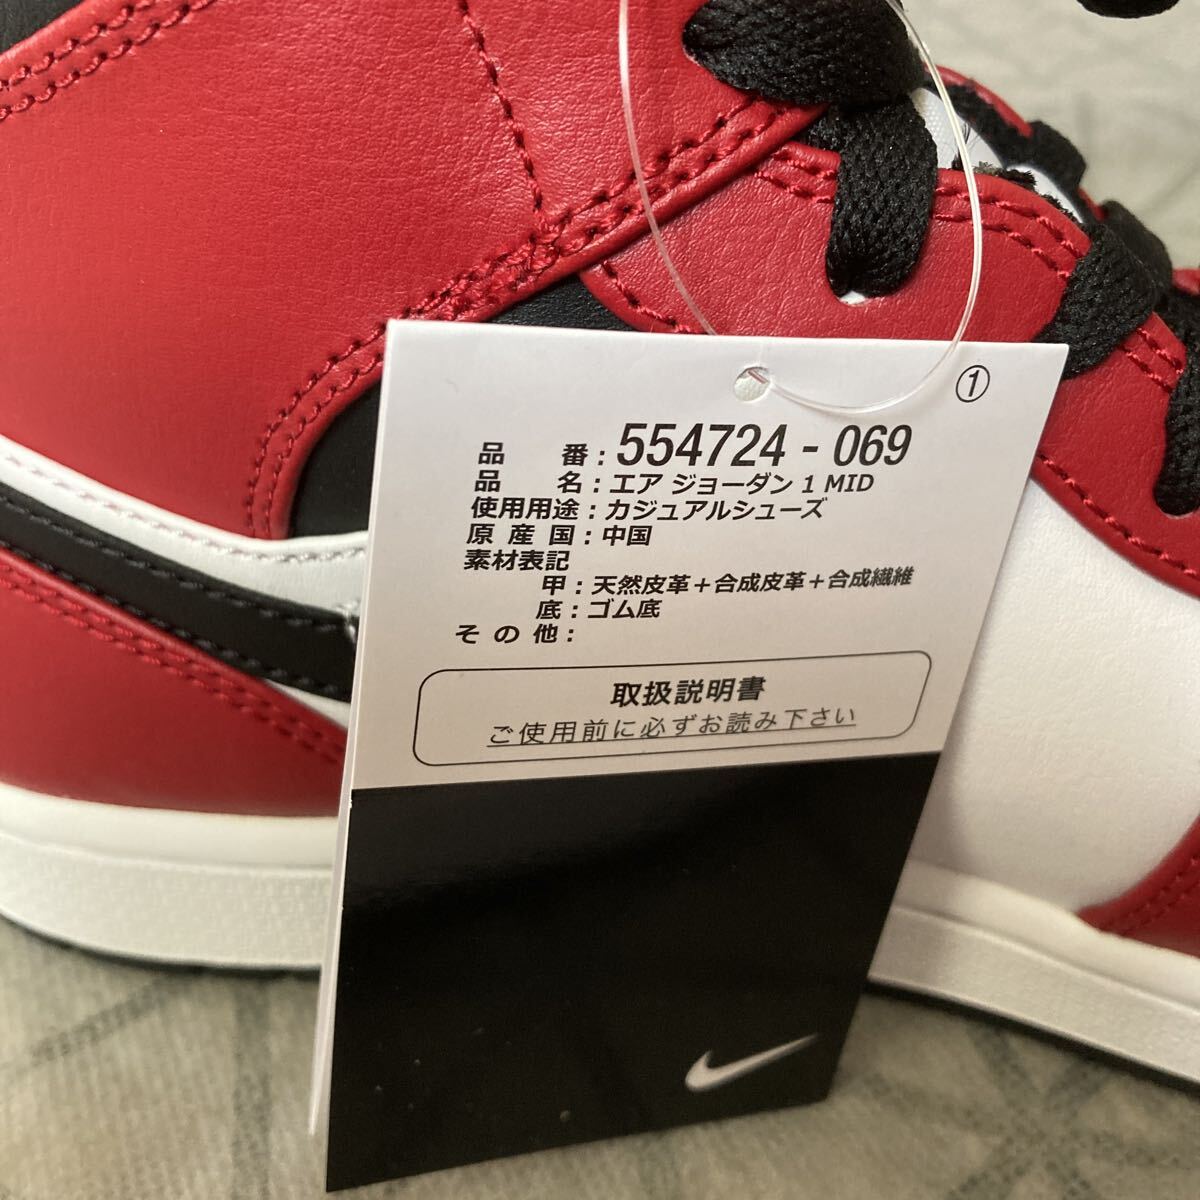 ①
品 番 : 554724 - 069
品 名 : エア ジョーダン 1 MID
使用用途 : カジュアルシューズ
原 産 国 : 中国
素材表記
甲 : 天然皮革＋合成皮革＋合成繊維
底 : ゴム底
そ の 他 :
取扱説明書
ご使用前に必ずお読み下さい